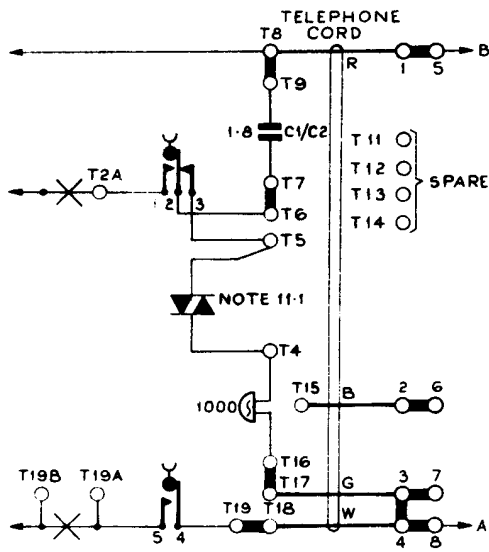 TELEPHONE
CORD
T8
R
1
5
B
T9
1·8 C1/C2
T11
T12
T13
T14
SPARE
T7
T2A
2
3
T6
T5
NOTE 11·1
T4
1000
T15
B
2
6
T16
T17
G
3
7
T19B
T19A
5
4
T19
T18
W
4
8
A